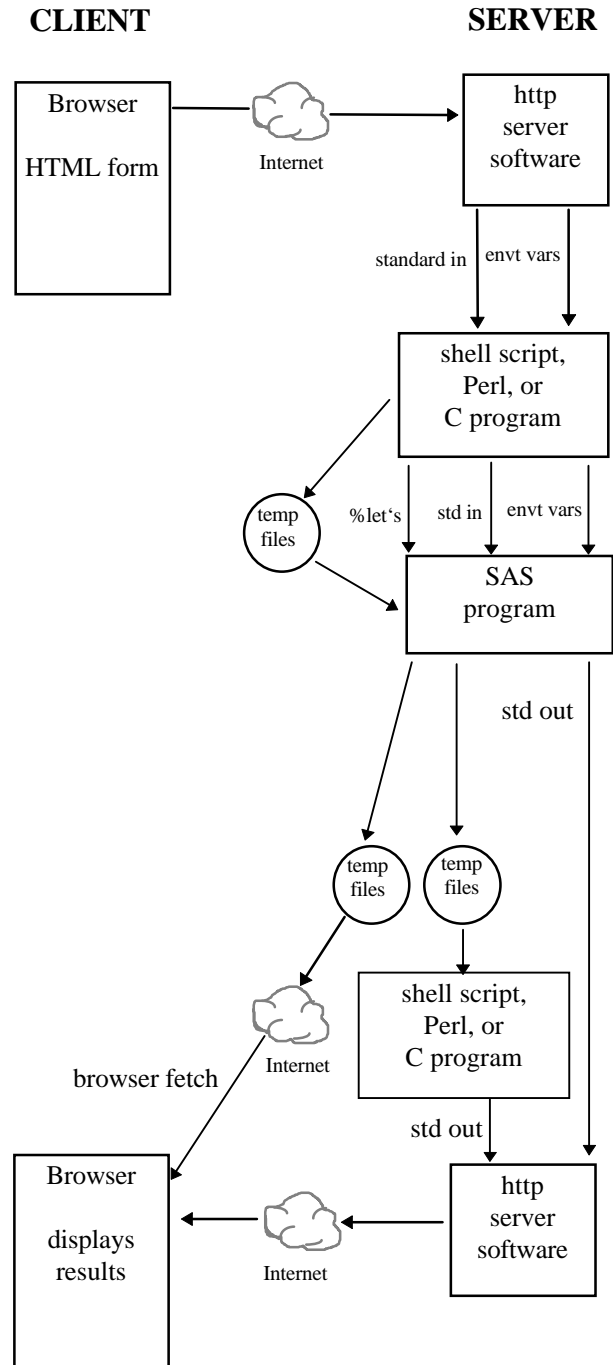 CLIENT
SERVER
Browser
HTML form
Internet
http
server
software
standard in
envt vars
shell script,
Perl, or
C program
temp
files
%let‘s
std in
envt vars
SAS
program
std out
temp
files
temp
files
shell script,
Perl, or
C program
Internet
browser fetch
std out
Browser
displays
results
Internet
http
server
software